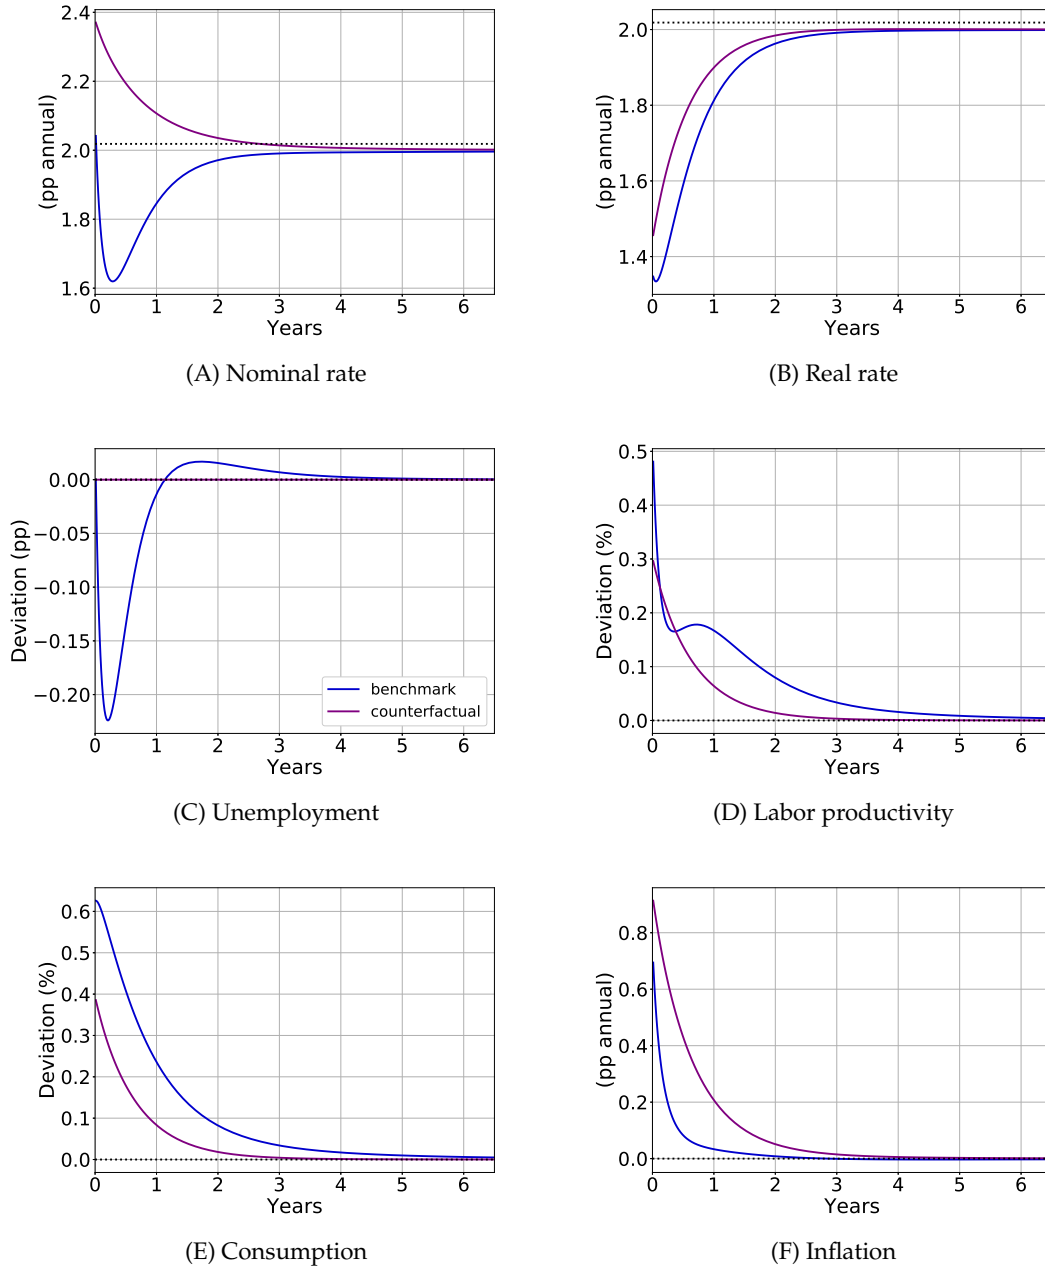 2.4
2.2
2.0
1.8
1.6
(pp annual)
0 1 2 3 4 5 6
Years
(A) Nominal rate
2.0
1.8
1.6
1.4
(pp annual)
0 1 2 3 4 5 6
Years
(B) Real rate
0.00
−0.05
−0.10
−0.15
−0.20
Deviation (pp)
benchmark
counterfactual
0 1 2 3 4 5 6
Years
(C) Unemployment
0.5
0.4
0.3
0.2
0.1
0.0
Deviation (%)
0 1 2 3 4 5 6
Years
(D) Labor productivity
0.6
0.5
0.4
0.3
0.2
0.1
0.0
Deviation (%)
0 1 2 3 4 5 6
Years
(E) Consumption
0.8
0.6
0.4
0.2
0.0
(pp annual)
0 1 2 3 4 5 6
Years
(F) Inflation